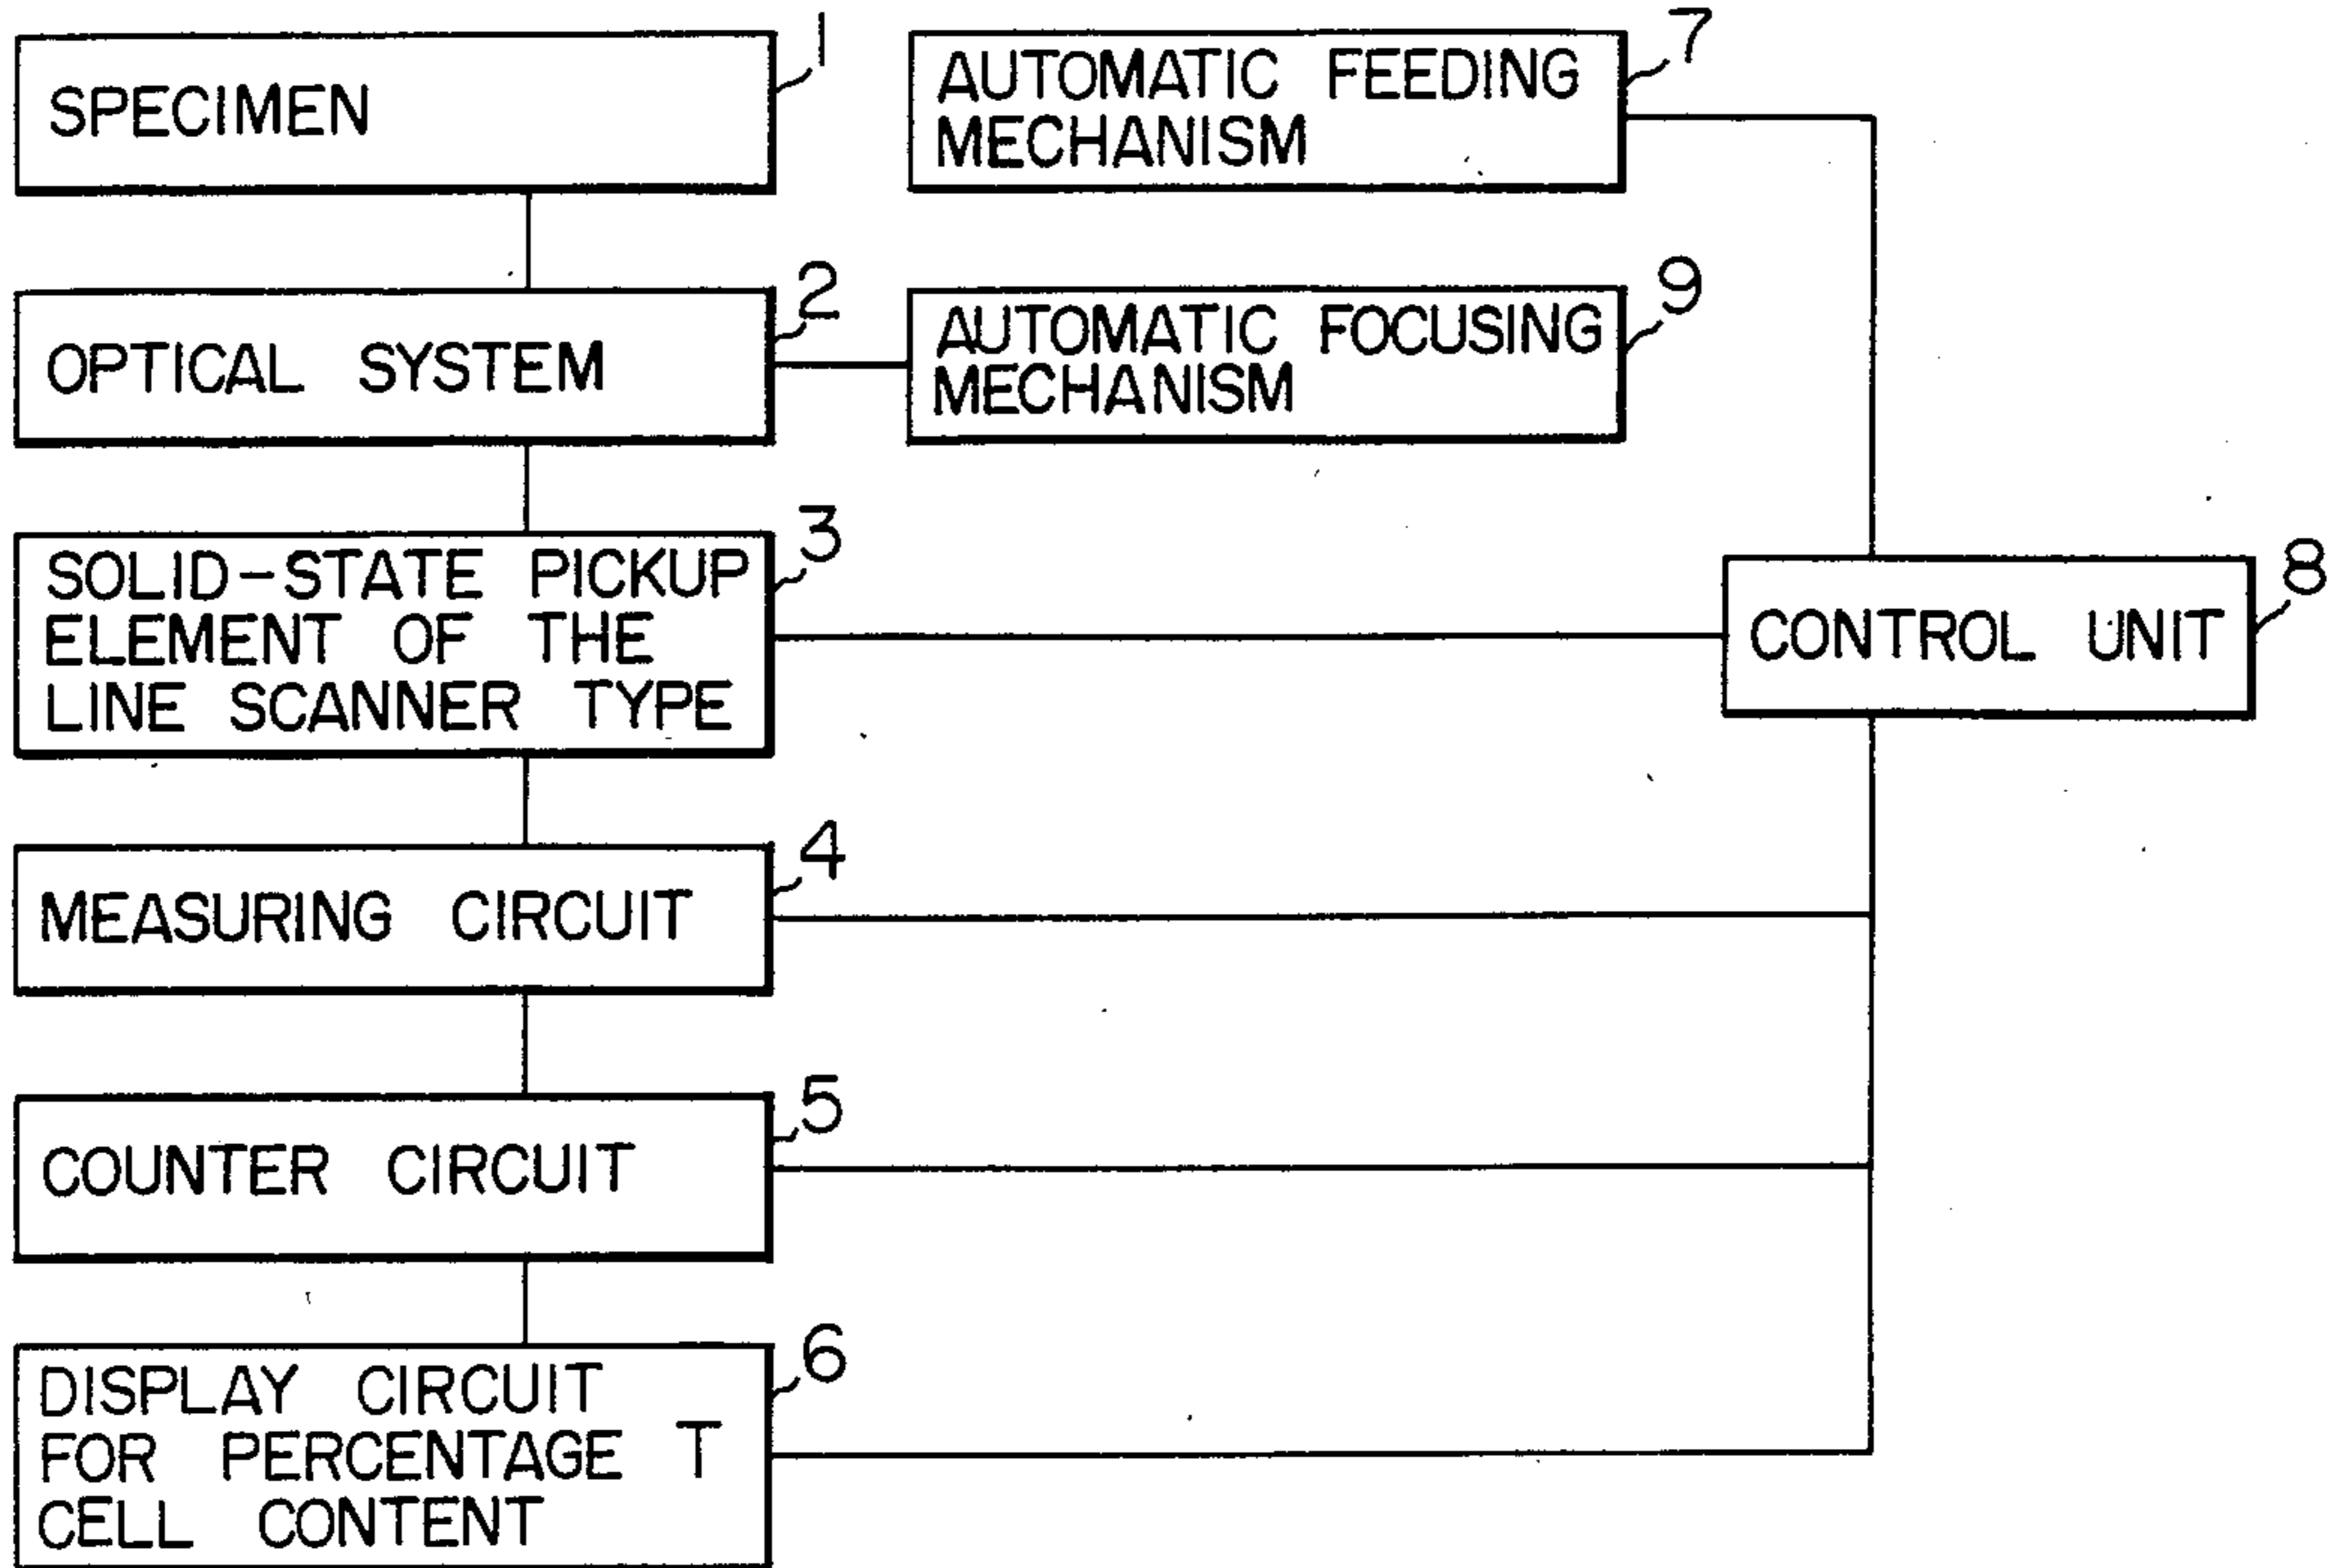 SPECIMEN
1
AUTOMATIC FEEDING
MECHANISM
7
OPTICAL SYSTEM
2
AUTOMATIC FOCUSING
MECHANISM
9
SOLID-STATE PICKUP
ELEMENT OF THE
LINE SCANNER TYPE
3
CONTROL UNIT
8
MEASURING CIRCUIT
4
COUNTER CIRCUIT
5
DISPLAY CIRCUIT
FOR PERCENTAGE T
CELL CONTENT
6